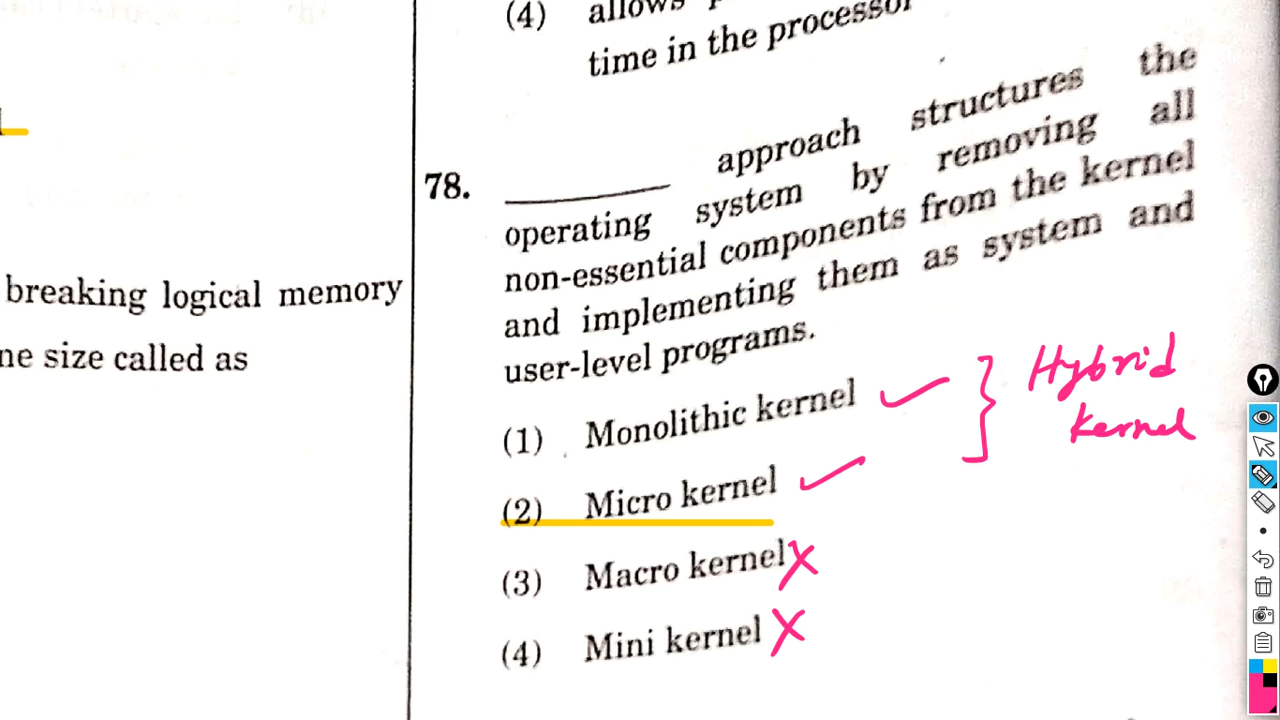 (4) allows
time in the processor
breaking logical memory
ne size called as
78. ________ approach structures the
operating system by removing all
non-essential components from the kernel
and implementing them as system and
user-level programs.
(1) Monolithic kernel
(2) Micro kernel
(3) Macro kernel
(4) Mini kernel
Hybrid
Kernel